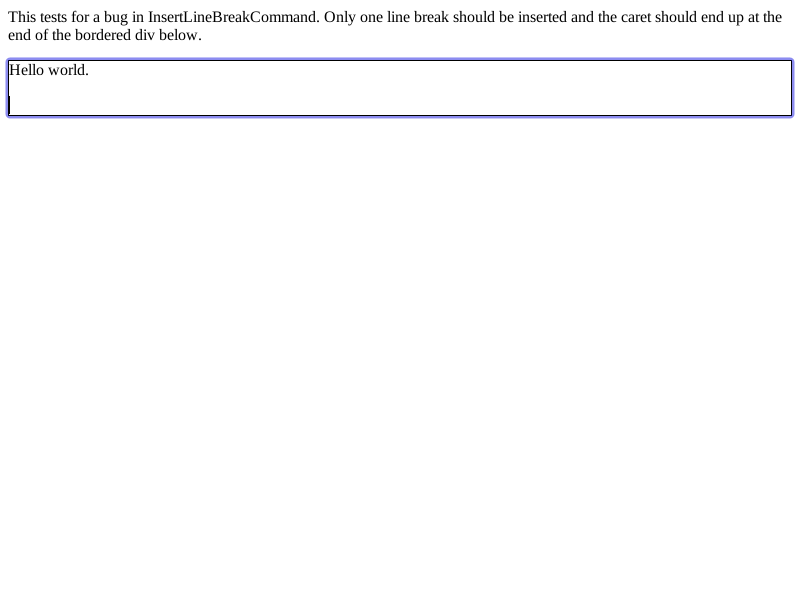 This tests for a bug in InsertLineBreakCommand. Only one line break should be inserted and the caret should end up at the
end of the bordered div below.
Hello world.